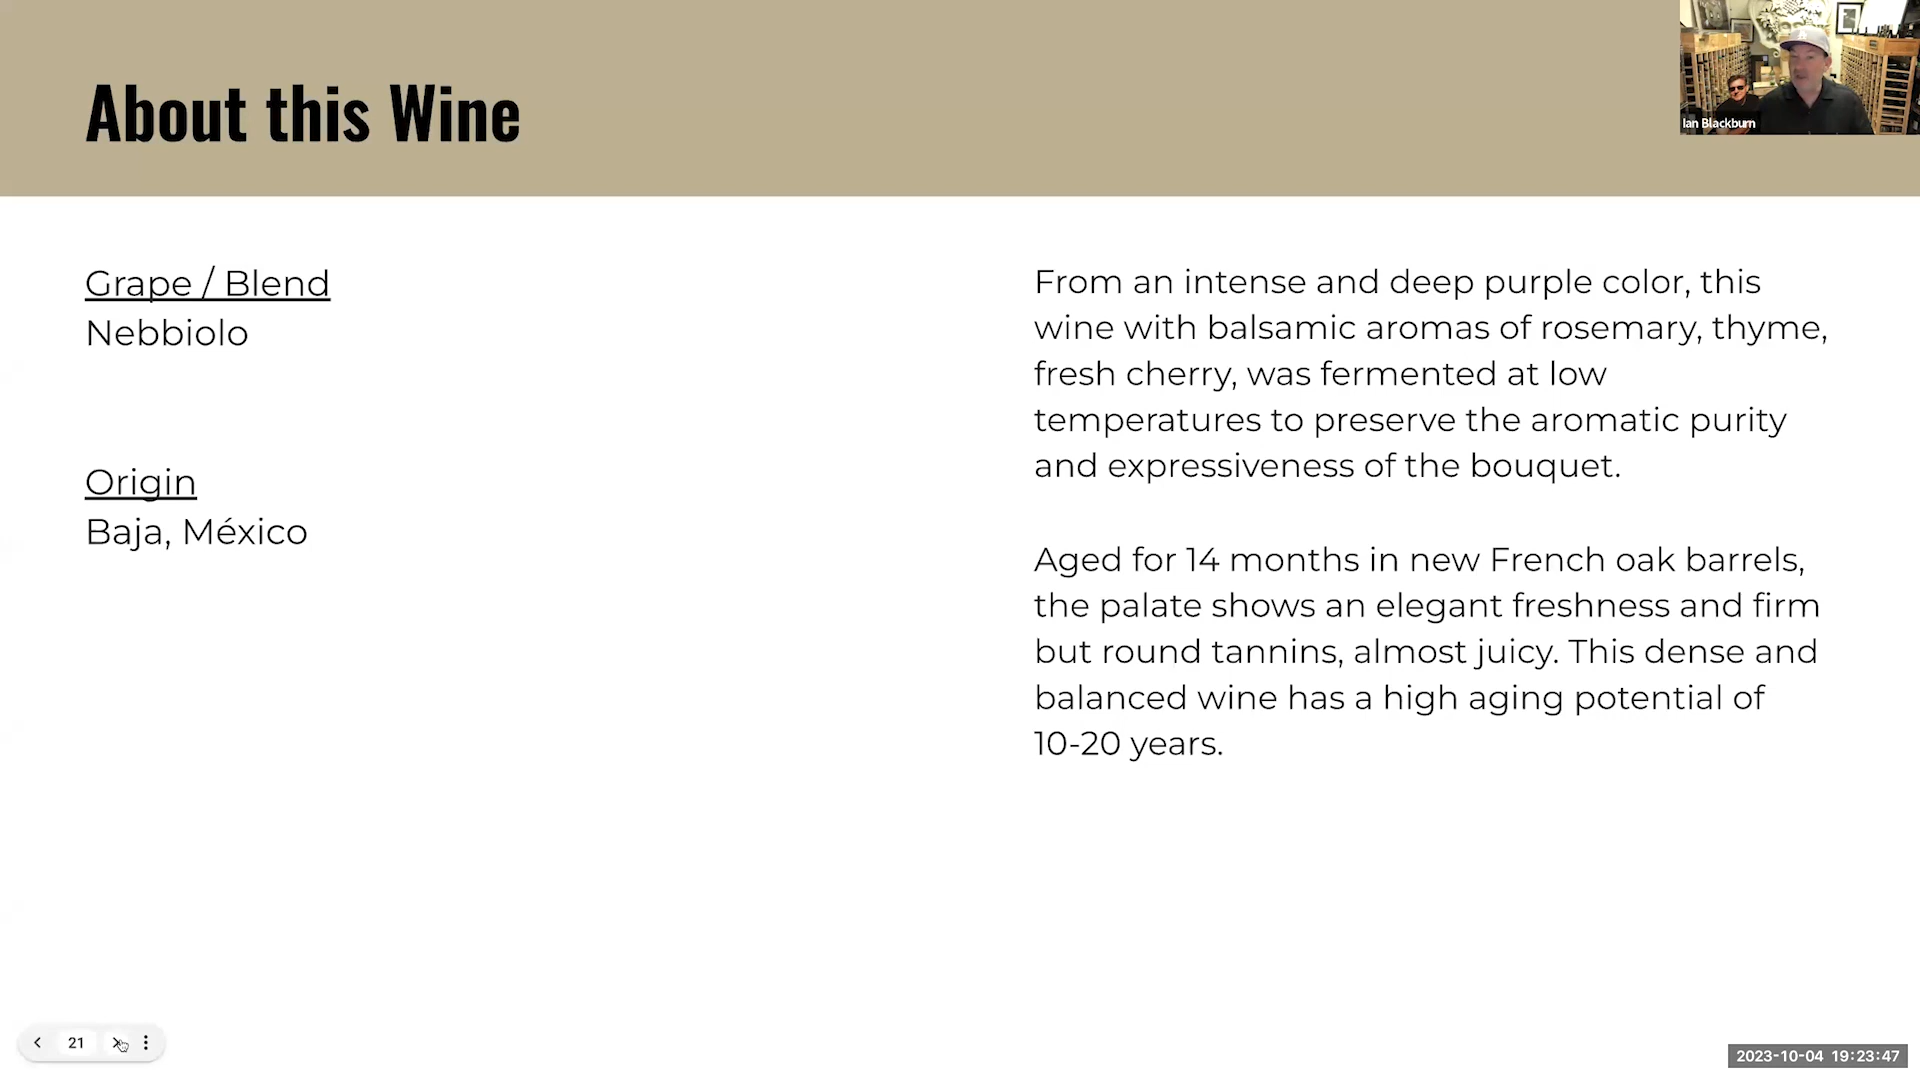 About this Wine
Ian Blackburn
Grape / Blend
Nebbiolo
Origin
Baja, México
From an intense and deep purple color, this
wine with balsamic aromas of rosemary, thyme,
fresh cherry, was fermented at low
temperatures to preserve the aromatic purity
and expressiveness of the bouquet.
Aged for 14 months in new French oak barrels,
the palate shows an elegant freshness and firm
but round tannins, almost juicy. This dense and
balanced wine has a high aging potential of
10-20 years.
21
2023-10-04 19:23:47